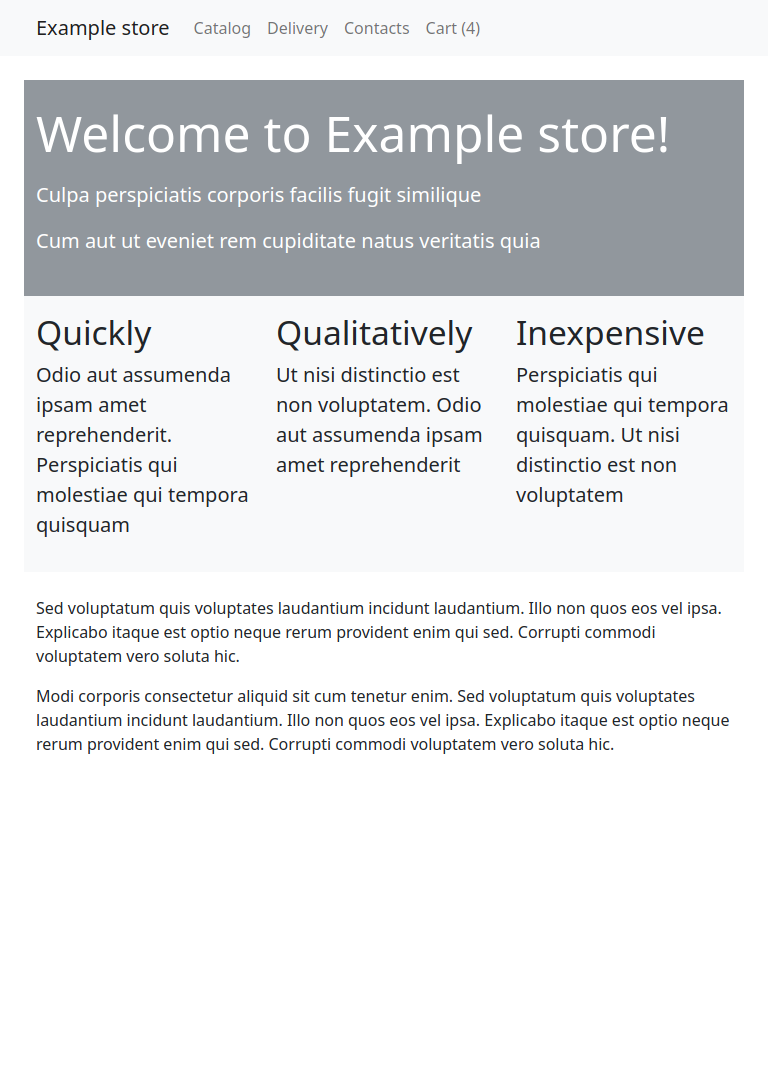 Example store Catalog Delivery Contacts Cart (4)
Welcome to Example store!
Culpa perspiciatis corporis facilis fugit similique
Cum aut ut eveniet rem cupiditate natus veritatis quia
Quickly
Odio aut assumenda
ipsam amet
reprehenderit.
Perspiciatis qui
molestiae qui tempora
quisquam
Qualitatively
Ut nisi distinctio est
non voluptatem. Odio
aut assumenda ipsam
amet reprehenderit
Inexpensive
Perspiciatis qui
molestiae qui tempora
quisquam. Ut nisi
distinctio est non
voluptatem
Sed voluptatum quis voluptates laudantium incidunt laudantium. Illo non quos eos vel ipsa.
Explicabo itaque est optio neque rerum provident enim qui sed. Corrupti commodi
voluptatem vero soluta hic.
Modi corporis consectetur aliquid sit cum tenetur enim. Sed voluptatum quis voluptates
laudantium incidunt laudantium. Illo non quos eos vel ipsa. Explicabo itaque est optio neque
rerum provident enim qui sed. Corrupti commodi voluptatem vero soluta hic.